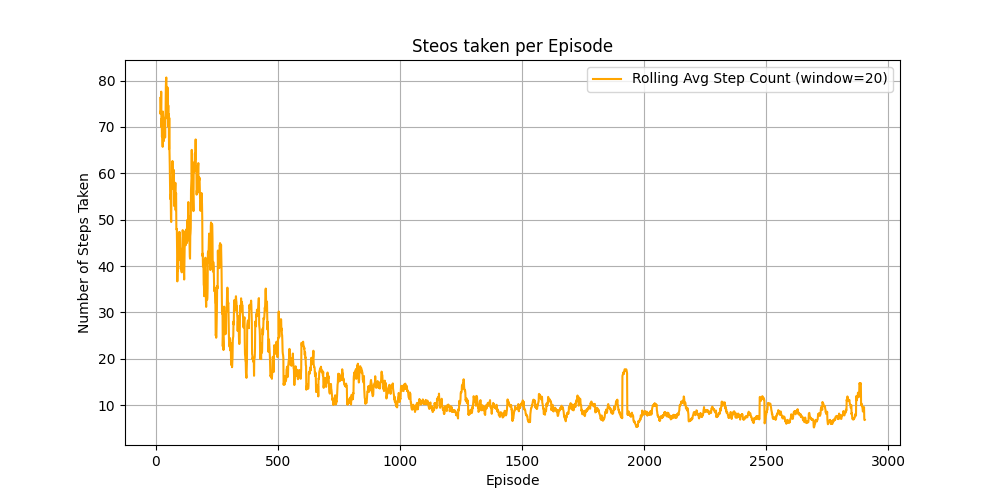 Steos taken per Episode
Rolling Avg Step Count (window=20)
Number of Steps Taken
80
70
60
50
40
30
20
10
0 500 1000 1500 2000 2500 3000
Episode